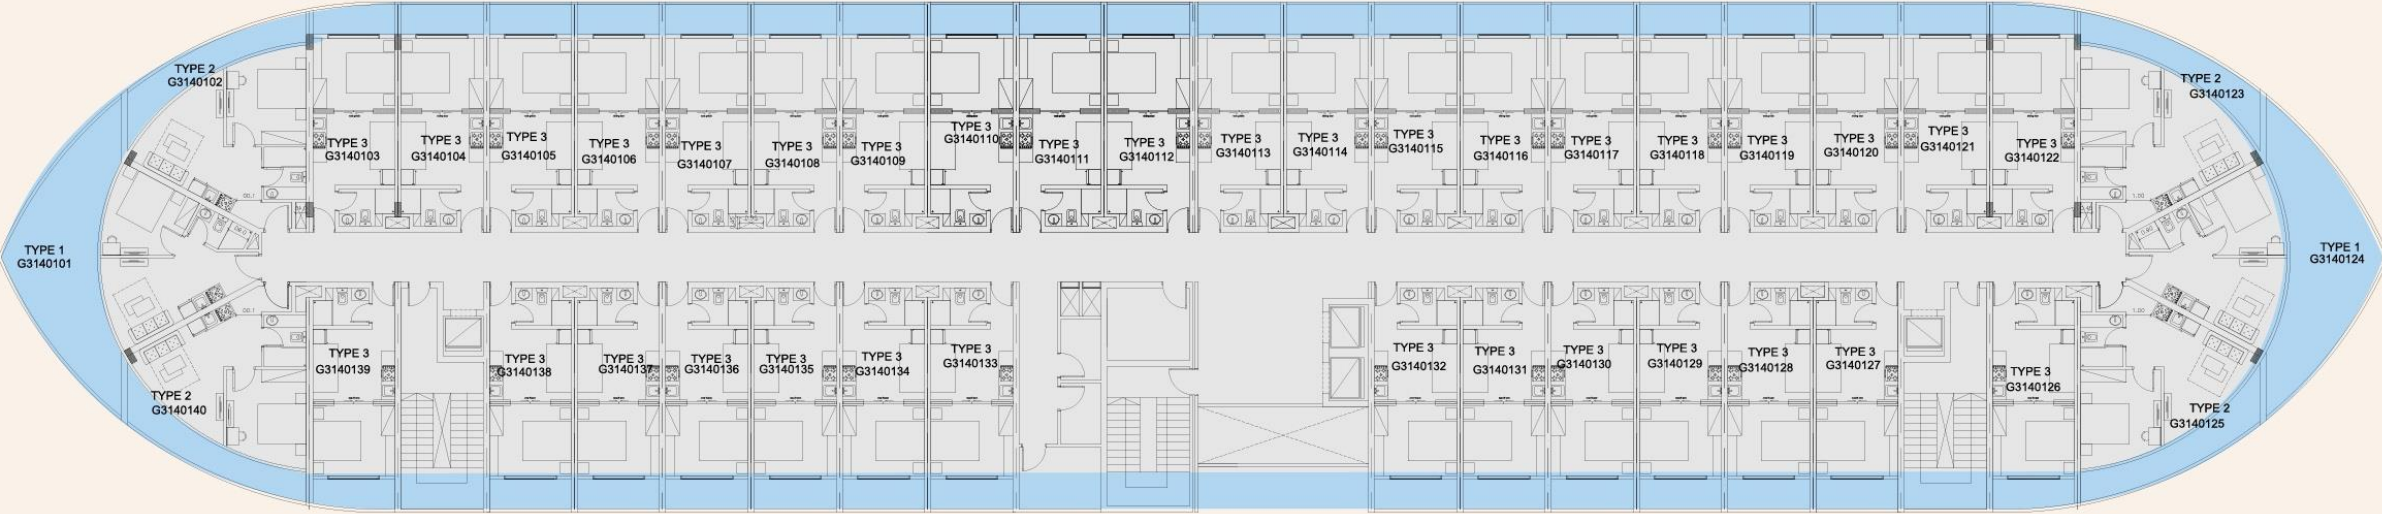 TYPE 2
G3140102
TYPE 3
G3140103
TYPE 3
G3140104
TYPE 3
G3140105
TYPE 3
G3140106
TYPE 3
G3140107
TYPE 3
G3140108
TYPE 3
G3140109
TYPE 3
G3140110
TYPE 3
G3140111
TYPE 3
G3140112
TYPE 3
G3140113
TYPE 3
G3140114
TYPE 3
G3140115
TYPE 3
G3140116
TYPE 3
G3140117
TYPE 3
G3140118
TYPE 3
G3140119
TYPE 3
G3140120
TYPE 3
G3140121
TYPE 3
G3140122
TYPE 2
G3140123
TYPE 1
G3140101
TYPE 1
G3140124
TYPE 3
G3140139
TYPE 3
G3140138
TYPE 3
G3140137
TYPE 3
G3140136
TYPE 3
G3140135
TYPE 3
G3140134
TYPE 3
G3140133
TYPE 3
G3140132
TYPE 3
G3140131
TYPE 3
G3140130
TYPE 3
G3140129
TYPE 3
G3140128
TYPE 3
G3140127
TYPE 3
G3140126
TYPE 2
G3140140
TYPE 2
G3140125
1.00
1.00